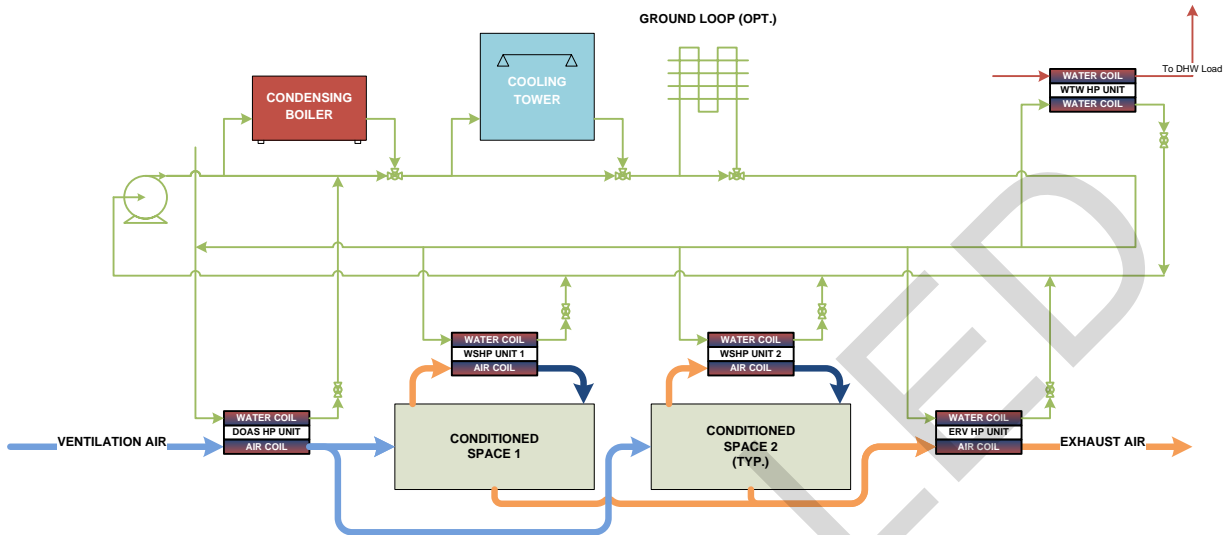 GROUND LOOP (OPT.)
To DHW Load
WATER COIL
WTW HP UNIT
WATER COIL
CONDENSING
BOILER
COOLING
TOWER
WATER COIL
WSHP UNIT 1
AIR COIL
WATER COIL
WSHP UNIT 2
AIR COIL
VENTILATION AIR
WATER COIL
DOAS HP UNIT
AIR COIL
CONDITIONED
SPACE 1
CONDITIONED
SPACE 2
(TYP.)
WATER COIL
ERV HP UNIT
AIR COIL
EXHAUST AIR